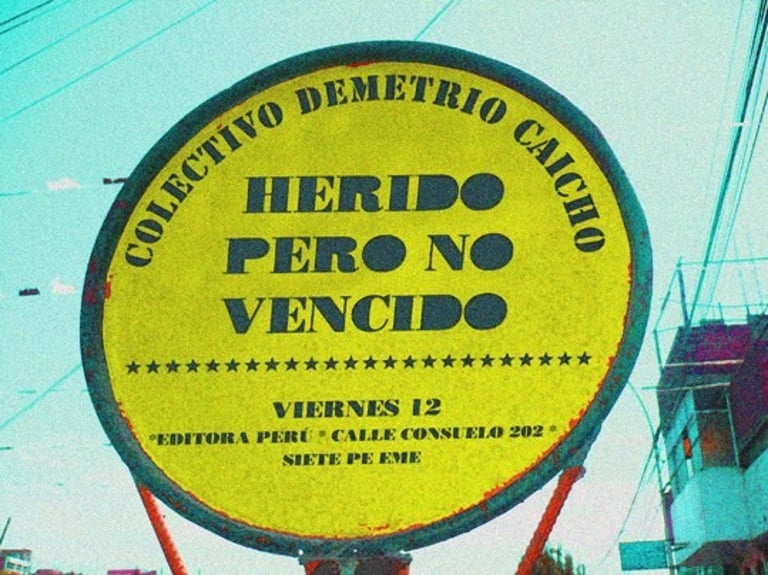 COLECTIVO DEMETRIO CAICHO
HERIDO
PERO NO
VENCIDO
★★★★★★★★★★★★★★★★★★★★★★★
VIERNES 12
*EDITORA PERÚ * CALLE CONSUELO 202 *
SIETE PE EME